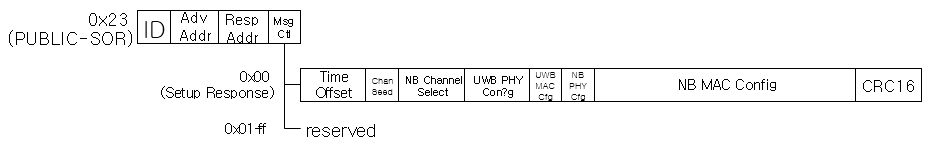 0x23
(PUBLIC-SOR)
ID
Adv
Addr
Resp
Addr
Msg
Ctl
0x00
(Setup Response)
Time
Offset
Chan
Seed
NB Channel
Select
UWB PHY
Con?g
UWB
MAC
Cfg
NB
PHY
Cfg
NB MAC Config
CRC16
0x01-ff
reserved